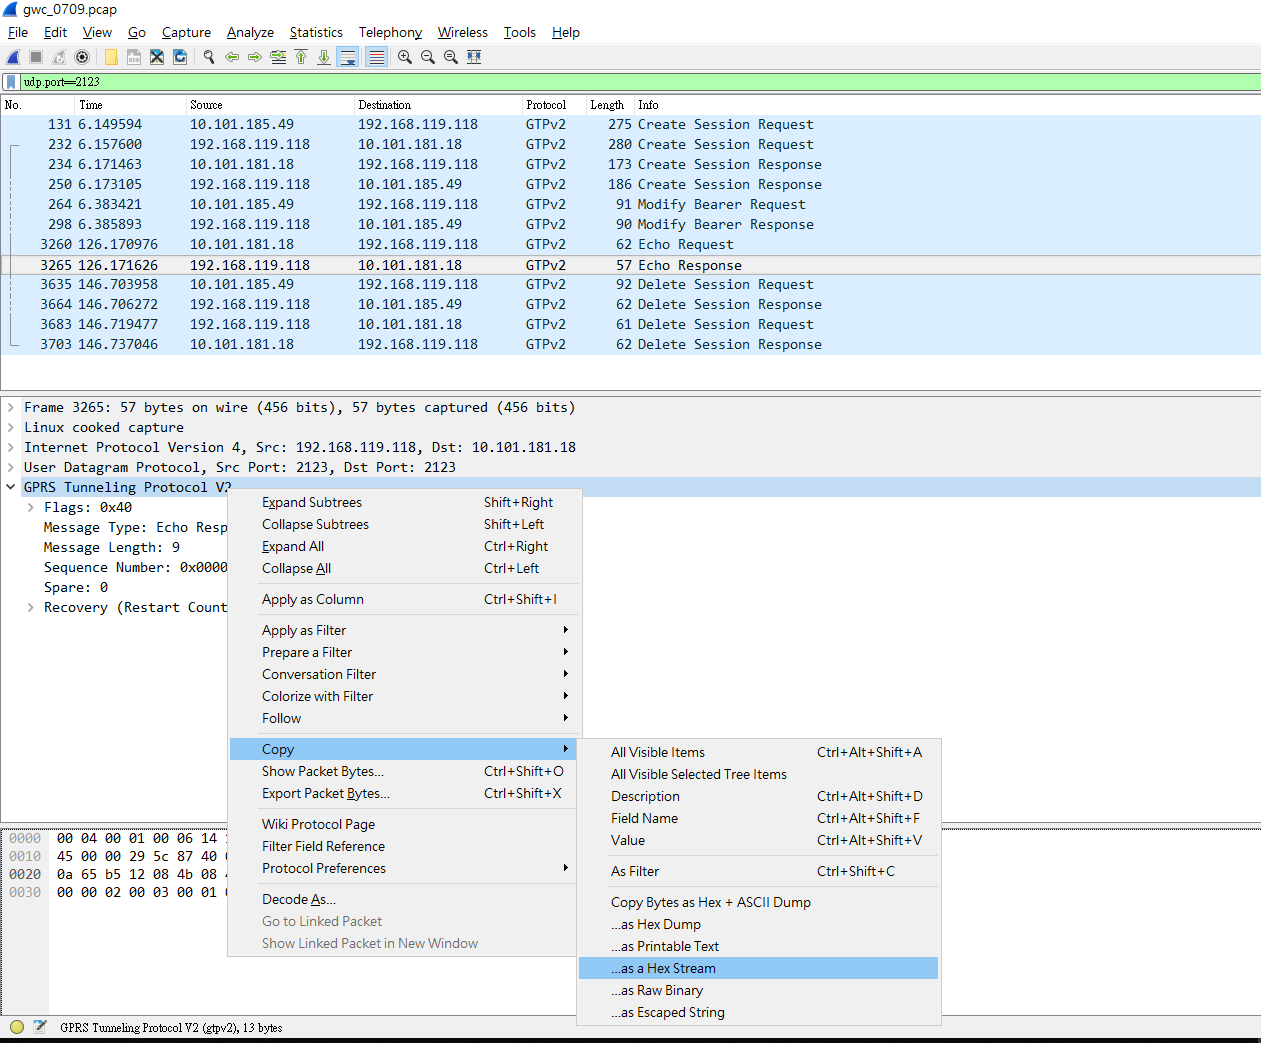 gwc_0709.pcap
File Edit View Go Capture Analyze Statistics Telephony Wireless Tools Help
udp.port==2123
No. Time Source Destination Protocol Length Info
131 6.149594 10.101.185.49 192.168.119.118 GTPv2 275 Create Session Request
232 6.157600 192.168.119.118 10.101.181.18 GTPv2 280 Create Session Request
234 6.171463 10.101.181.18 192.168.119.118 GTPv2 173 Create Session Response
250 6.173105 192.168.119.118 10.101.185.49 GTPv2 186 Create Session Response
264 6.383421 10.101.185.49 192.168.119.118 GTPv2 91 Modify Bearer Request
298 6.385893 192.168.119.118 10.101.185.49 GTPv2 90 Modify Bearer Response
3260 126.170976 10.101.181.18 192.168.119.118 GTPv2 62 Echo Request
3265 126.171626 192.168.119.118 10.101.181.18 GTPv2 57 Echo Response
3635 146.703958 10.101.185.49 192.168.119.118 GTPv2 92 Delete Session Request
3664 146.706272 192.168.119.118 10.101.185.49 GTPv2 62 Delete Session Response
3683 146.719477 192.168.119.118 10.101.181.18 GTPv2 61 Delete Session Request
3703 146.737046 10.101.181.18 192.168.119.118 GTPv2 62 Delete Session Response
Frame 3265: 57 bytes on wire (456 bits), 57 bytes captured (456 bits)
Linux cooked capture
Internet Protocol Version 4, Src: 192.168.119.118, Dst: 10.101.181.18
User Datagram Protocol, Src Port: 2123, Dst Port: 2123
GPRS Tunneling Protocol V2
Flags: 0x40
Message Type: Echo Resp
Message Length: 9
Sequence Number: 0x0000
Spare: 0
Recovery (Restart Count
Expand Subtrees Shift+Right
Collapse Subtrees Shift+Left
Expand All Ctrl+Right
Collapse All Ctrl+Left
Apply as Column Ctrl+Shift+I
Apply as Filter
Prepare a Filter
Conversation Filter
Colorize with Filter
Follow
Copy
Show Packet Bytes... Ctrl+Shift+O
Export Packet Bytes... Ctrl+Shift+X
Wiki Protocol Page
Filter Field Reference
Protocol Preferences
Decode As...
Go to Linked Packet
Show Linked Packet in New Window
All Visible Items Ctrl+Alt+Shift+A
All Visible Selected Tree Items
Description Ctrl+Alt+Shift+D
Field Name Ctrl+Alt+Shift+F
Value Ctrl+Alt+Shift+V
As Filter Ctrl+Shift+C
Copy Bytes as Hex + ASCII Dump
...as Hex Dump
...as Printable Text
...as a Hex Stream
...as Raw Binary
...as Escaped String
0000 00 04 00 01 00 06 14
0010 45 00 00 29 5c 87 40
0020 0a 65 b5 12 08 4b 08
0030 00 00 02 00 03 00 01
GPRS Tunneling Protocol V2 (gtpv2), 13 bytes